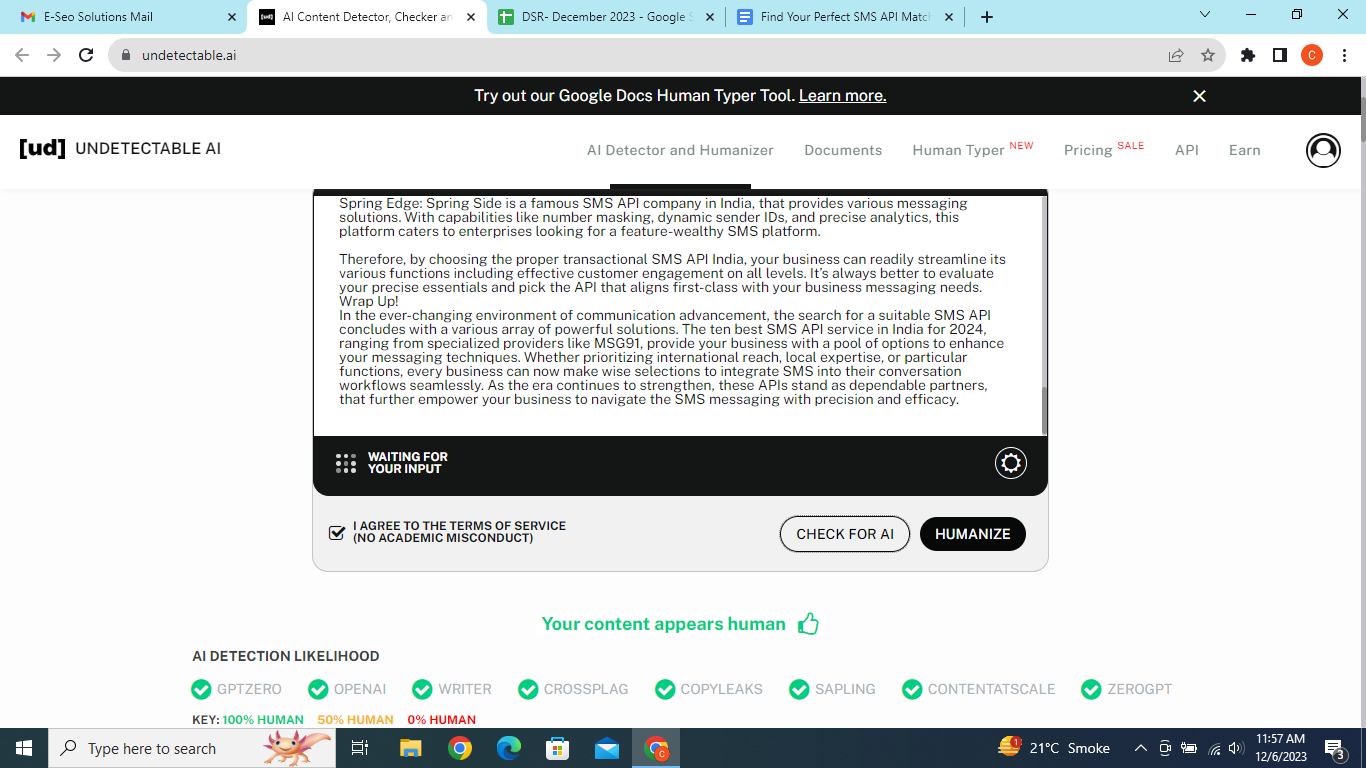 E-Seo Solutions Mail
AI Content Detector, Checker an
DSR- December 2023 - Google S
Find Your Perfect SMS API Match
undetectable.ai
C
Try out our Google Docs Human Typer Tool. Learn more.
[ud] UNDETECTABLE AI
AI Detector and Humanizer
Documents
Human Typer NEW
Pricing SALE
API
Earn
Spring Edge: Spring Side is a famous SMS API company in India, that provides various messaging
solutions. With capabilities like number masking, dynamic sender IDs, and precise analytics, this
platform caters to enterprises looking for a feature-wealthy SMS platform.
Therefore, by choosing the proper transactional SMS API India, your business can readily streamline its
various functions including effective customer engagement on all levels. It's always better to evaluate
your precise essentials and pick the API that aligns first-class with your business messaging needs.
Wrap Up!
In the ever-changing environment of communication advancement, the search for a suitable SMS API
concludes with a various array of powerful solutions. The ten best SMS API service in India for 2024,
ranging from specialized providers like MSG91, provide your business with a pool of options to enhance
your messaging techniques. Whether prioritizing international reach, local expertise, or particular
functions, every business can now make wise selections to integrate SMS into their conversation
workflows seamlessly. As the era continues to strengthen, these APIs stand as dependable partners,
that further empower your business to navigate the SMS messaging with precision and efficacy.
WAITING FOR
YOUR INPUT
I AGREE TO THE TERMS OF SERVICE
(NO ACADEMIC MISCONDUCT)
CHECK FOR AI
HUMANIZE
Your content appears human
AI DETECTION LIKELIHOOD
GPTZERO
OPENAI
WRITER
CROSSPLAG
COPYLEAKS
SAPLING
CONTENTATSCALE
ZEROGPT
KEY: 100% HUMAN 50% HUMAN 0% HUMAN
Type here to search
C
1
21°C Smoke
11:57 AM
12/6/2023
3